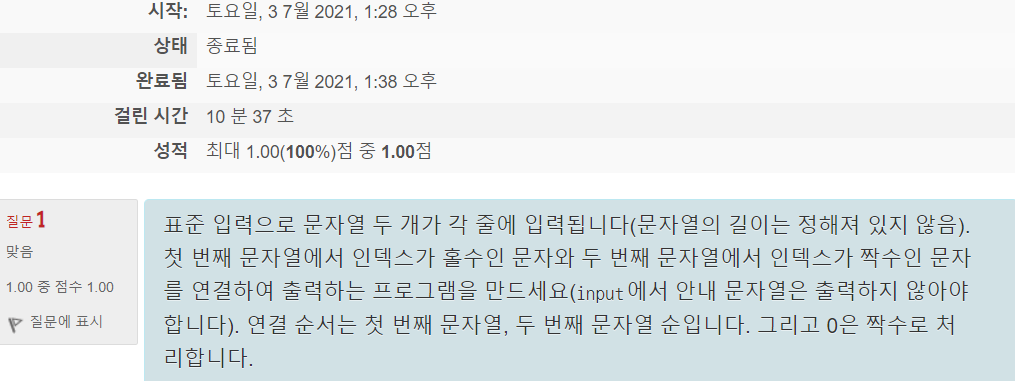 시작: 토요일, 3 7월 2021, 1:28 오후
상태 종료됨
완료됨 토요일, 3 7월 2021, 1:38 오후
걸린 시간 10 분 37 초
성적 최대 1.00(100%)점 중 1.00점
질문 1
맞음
1.00 중 점수 1.00
질문에 표시
표준 입력으로 문자열 두 개가 각 줄에 입력됩니다(문자열의 길이는 정해져 있지 않음).
첫 번째 문자열에서 인덱스가 홀수인 문자와 두 번째 문자열에서 인덱스가 짝수인 문자
를 연결하여 출력하는 프로그램을 만드세요(input에서 안내 문자열은 출력하지 않아야
합니다). 연결 순서는 첫 번째 문자열, 두 번째 문자열 순입니다. 그리고 0은 짝수로 처
리합니다.